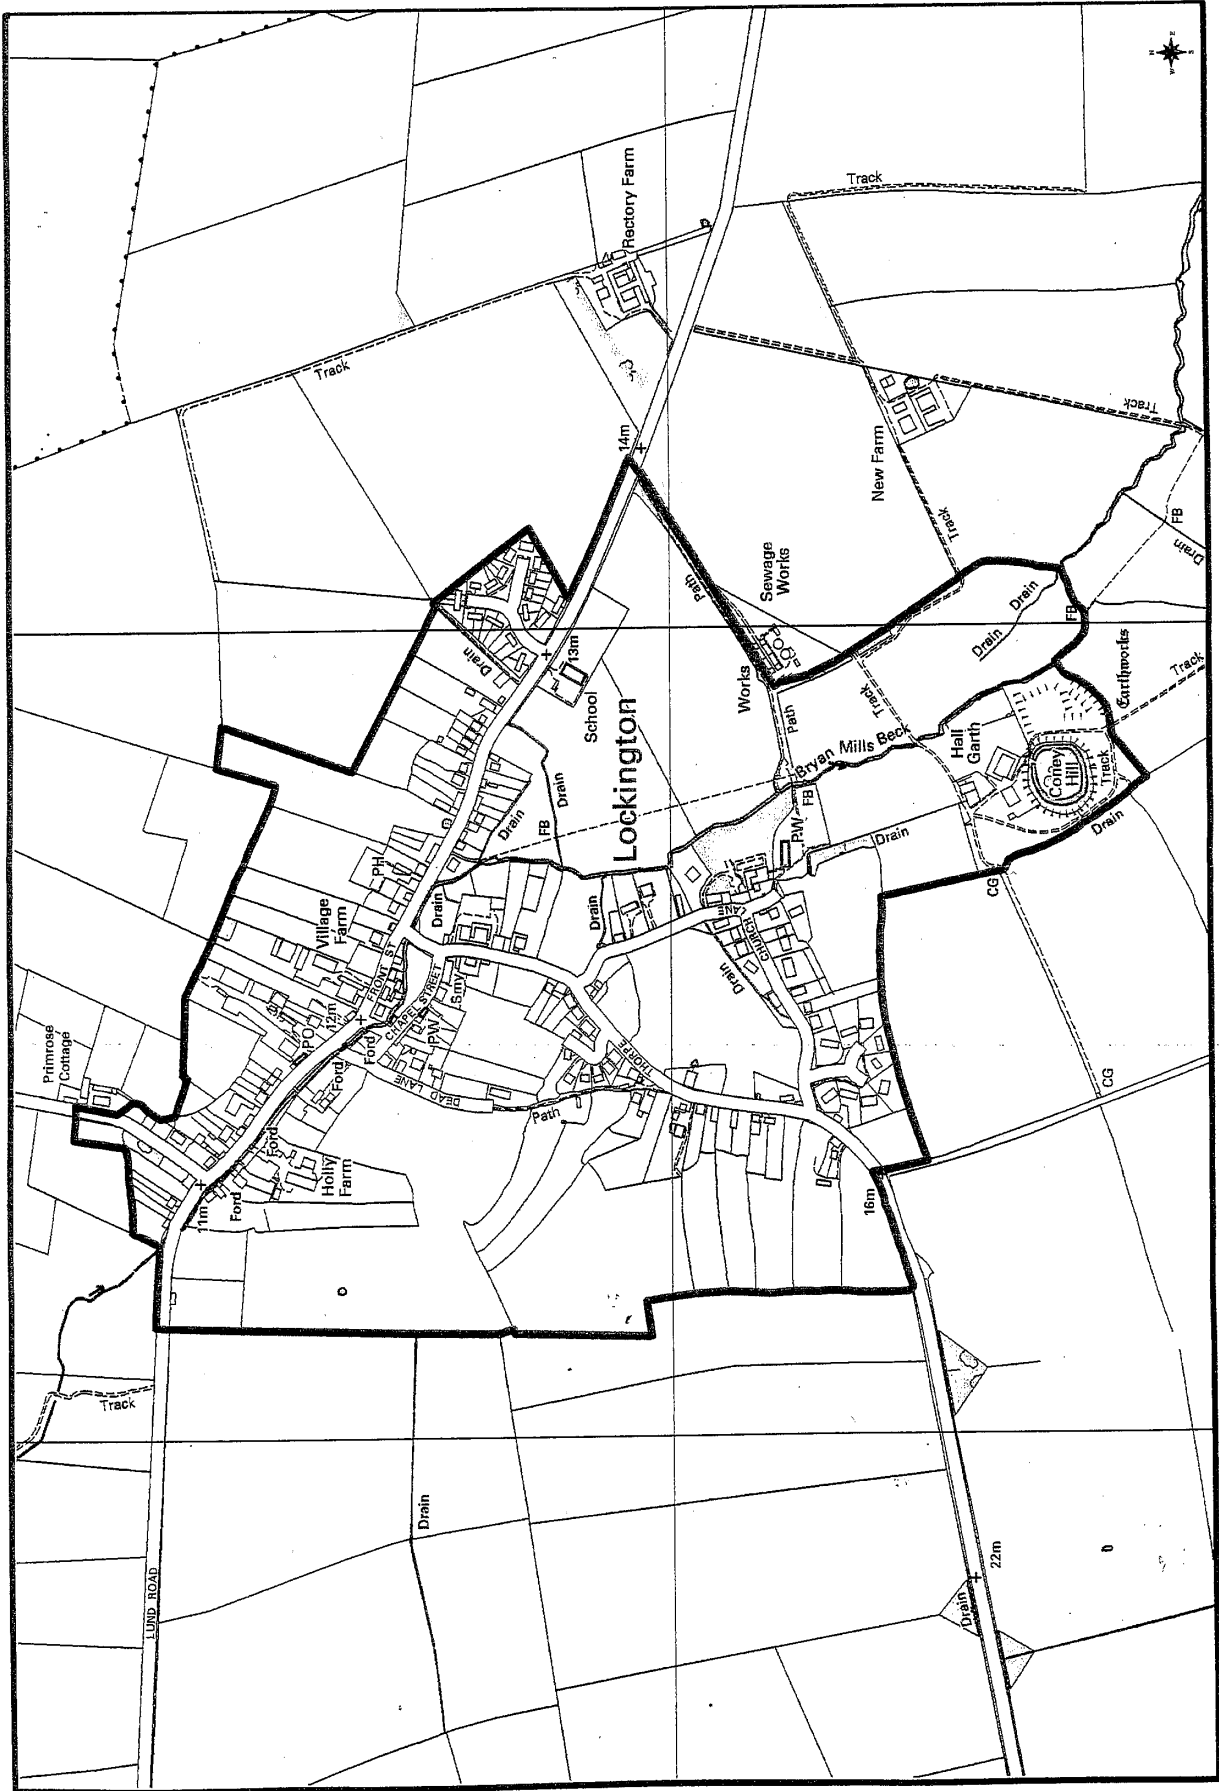 N
E
S
W
Track
Rectory Farm
Track
Track
New Farm
Track
Track
14m
Path
Sewage
Works
FB
Drain
Drain
Drain
FB
Earthworks
Track
Drain
13m
School
Works
Path
Track
Lockington
Bryan Mills Beck
Hall
Garth
Coney
Hill
Track
Drain
Drain
FB
Drain
FB
PW
Drain
CG
PH
Drain
Village
Farm
FRONT ST
CHAPEL STREET
Smy
Drain
CHURCH
LANE
Drain
Primrose
Cottage
PO
12m
Ford
PW
Ford
DEAD LANE
THORPE
Path
CG
Ford
Holly
Farm
Ford
11m
16m
Track
Drain
LUND ROAD
Drain
22m